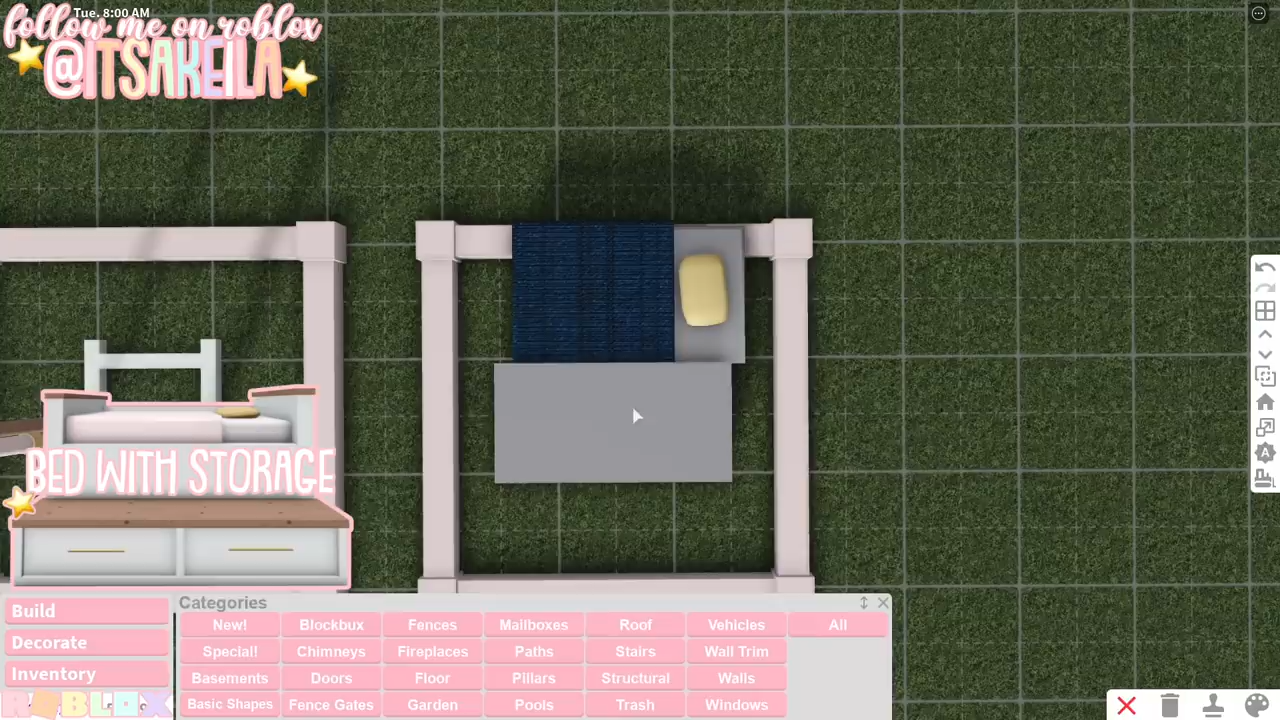 Tue. 8:00 AM
follow me on roblox
@ITSAKEILA
BED WITH STORAGE
Build
Decorate
Inventory
ROBLOX
Categories
New! Blockbux Fences Mailboxes Roof Vehicles All
Special! Chimneys Fireplaces Paths Stairs Wall Trim
Basements Doors Floor Pillars Structural Walls
Basic Shapes Fence Gates Garden Pools Trash Windows
A